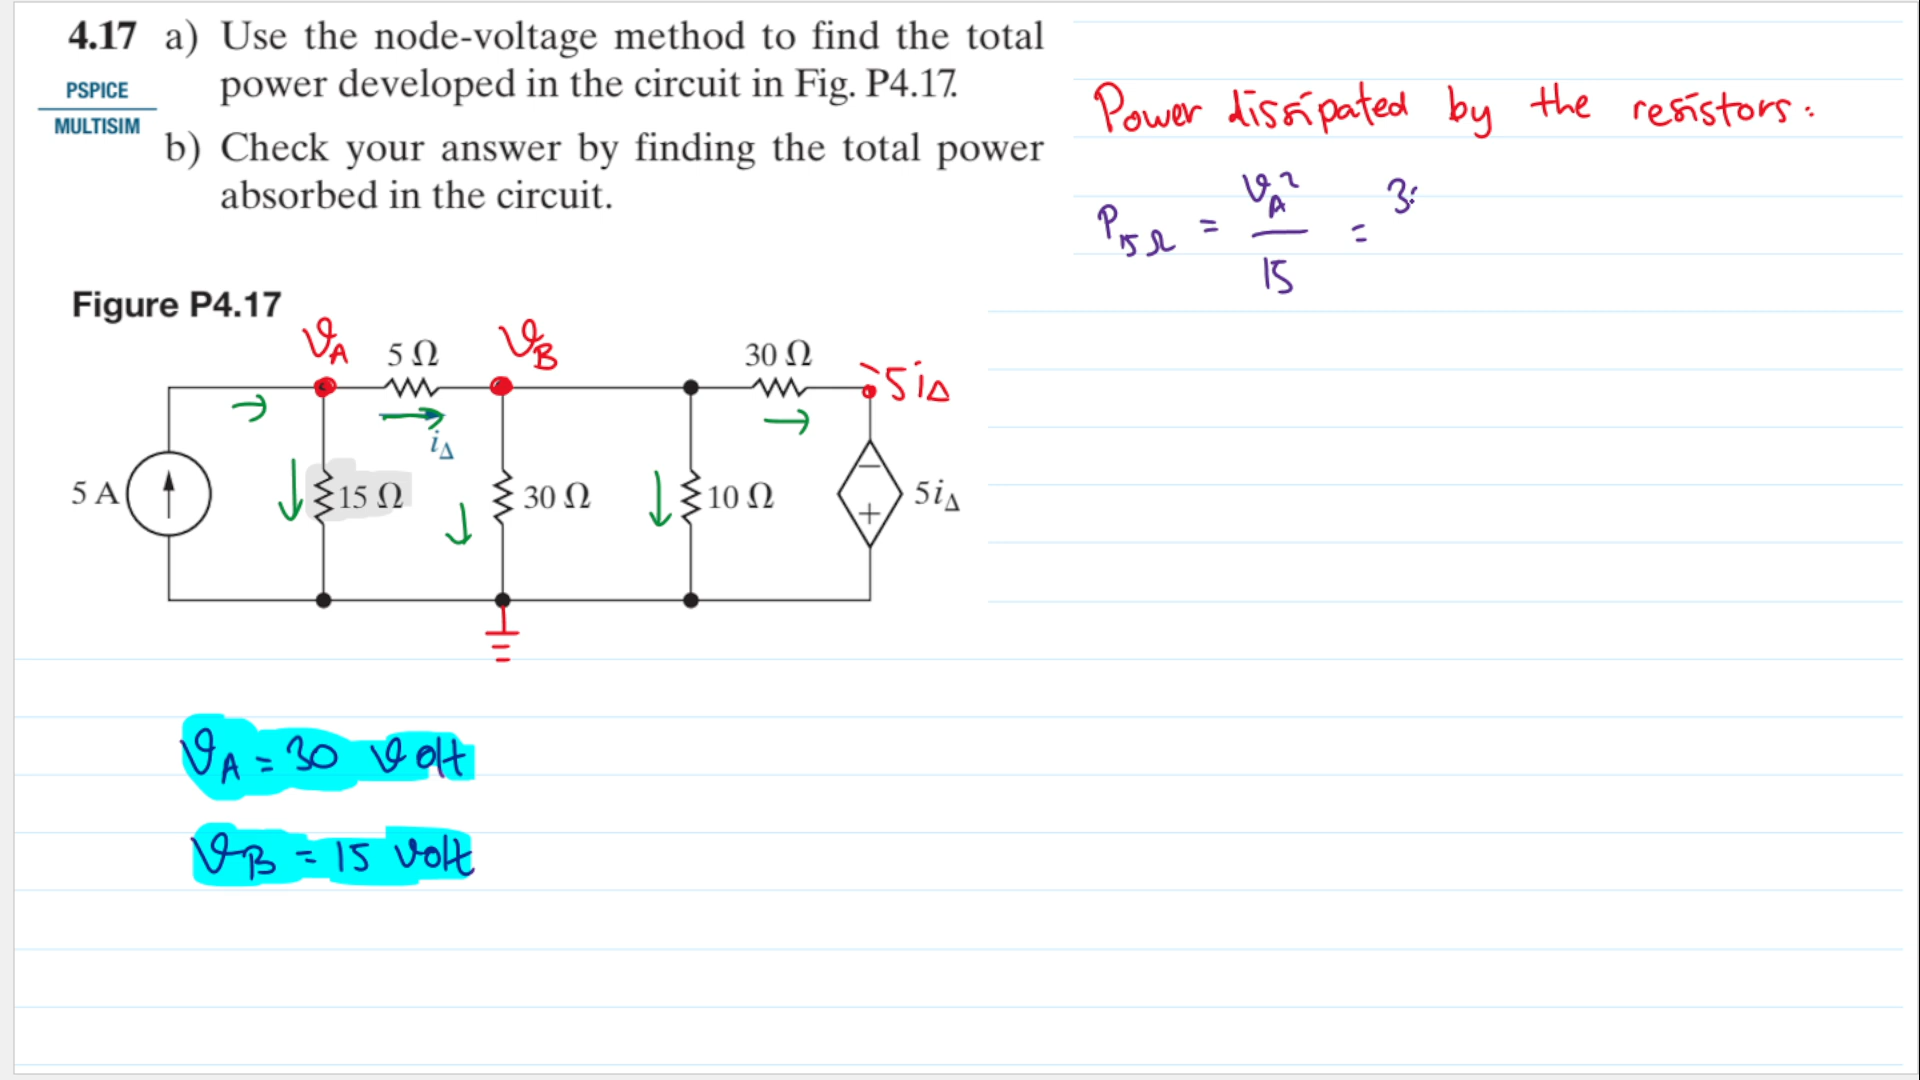 4.17 a) Use the node-voltage method to find the total
PSPICE power developed in the circuit in Fig. P4.17.
MULTISIM
b) Check your answer by finding the total power
absorbed in the circuit.
Power dissipated by the resistors:
P15Ω = vA² / 15 = 3
Figure P4.17
vA 5 Ω vB 30 Ω -5iΔ
iΔ
5 A 15 Ω 30 Ω 10 Ω − + 5iΔ
vA = 30 volt
vB = 15 volt